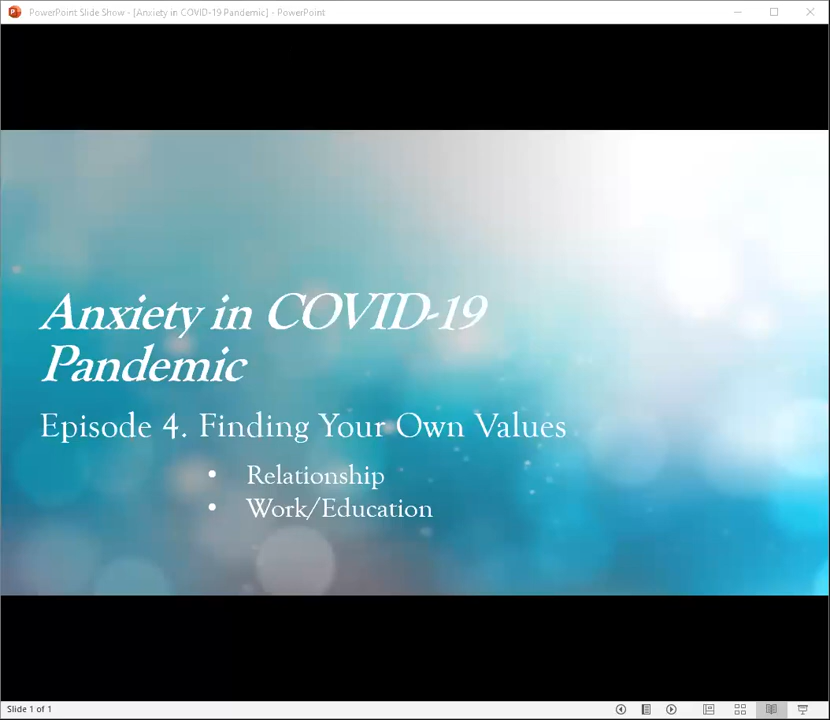 PowerPoint Slide Show - [Anxiety in COVID-19 Pandemic] - PowerPoint
Anxiety in COVID-19
Pandemic
Episode 4. Finding Your Own Values
• Relationship
• Work/Education
Slide 1 of 1